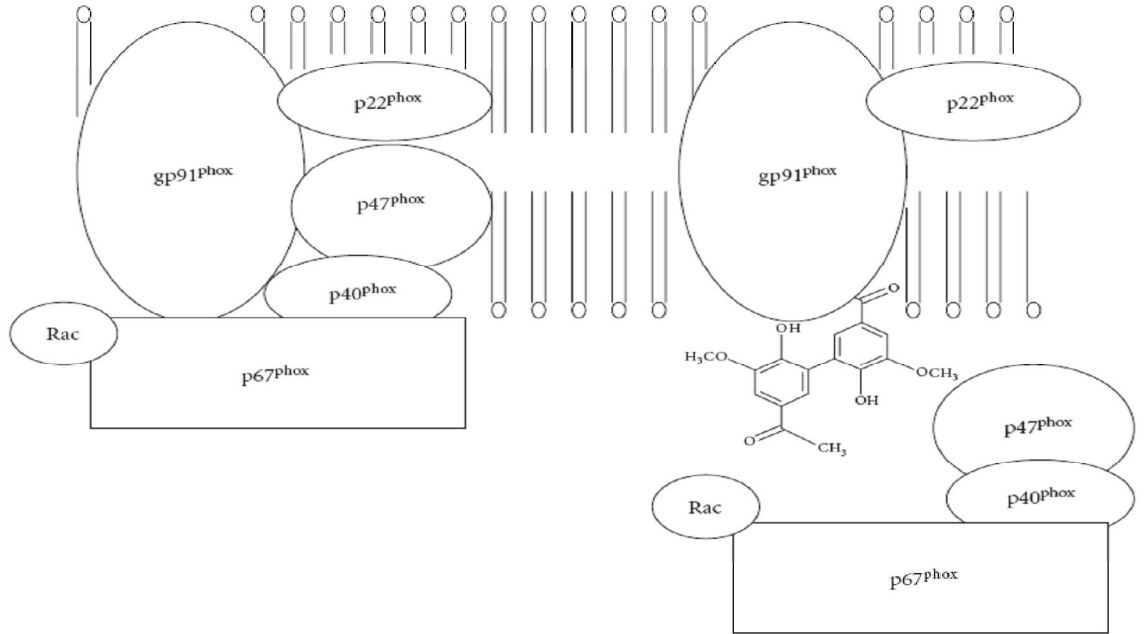 p22phox
gp91phox
p47phox
p40phox
Rac
p67phox
p22phox
gp91phox
O
OH
H3CO
OCH3
OH
O
CH3
p47phox
p40phox
Rac
p67phox